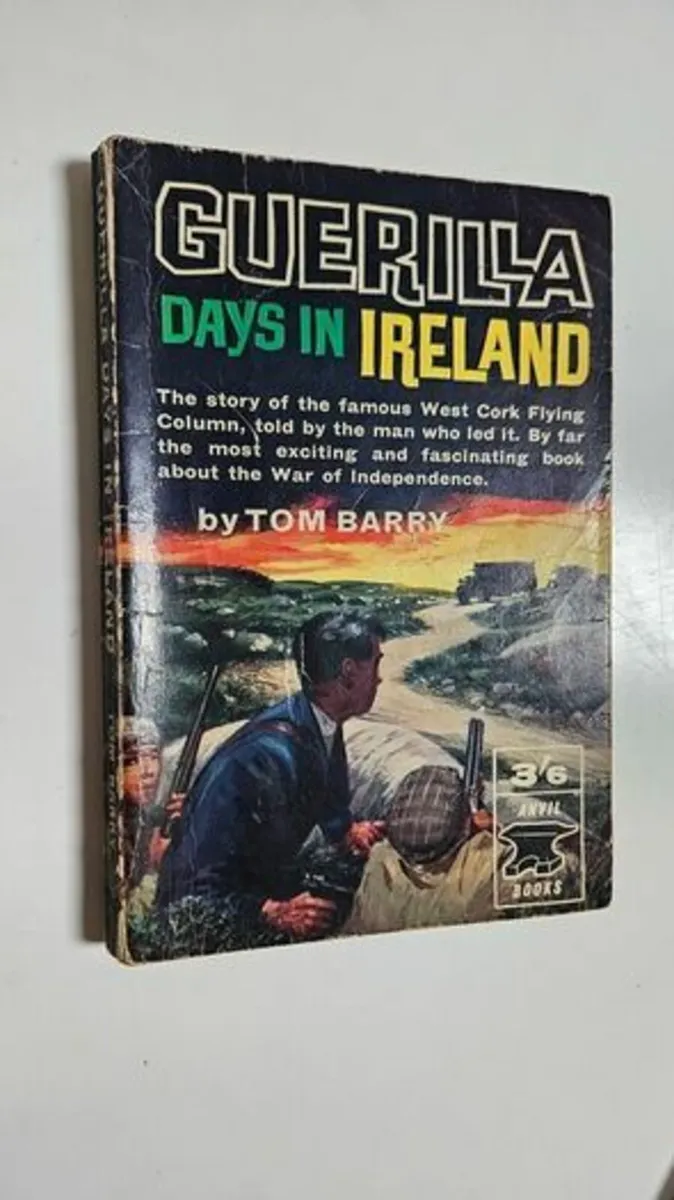 GUERILLA
DAYS IN IRELAND
The story of the famous West Cork Flying
Column, told by the man who led it. By far
the most exciting and fascinating book
about the War of Independence.
by TOM BARRY
3/6
ANVIL
BOOKS
GUERILLA DAYS IN IRELAND TOM BARRY